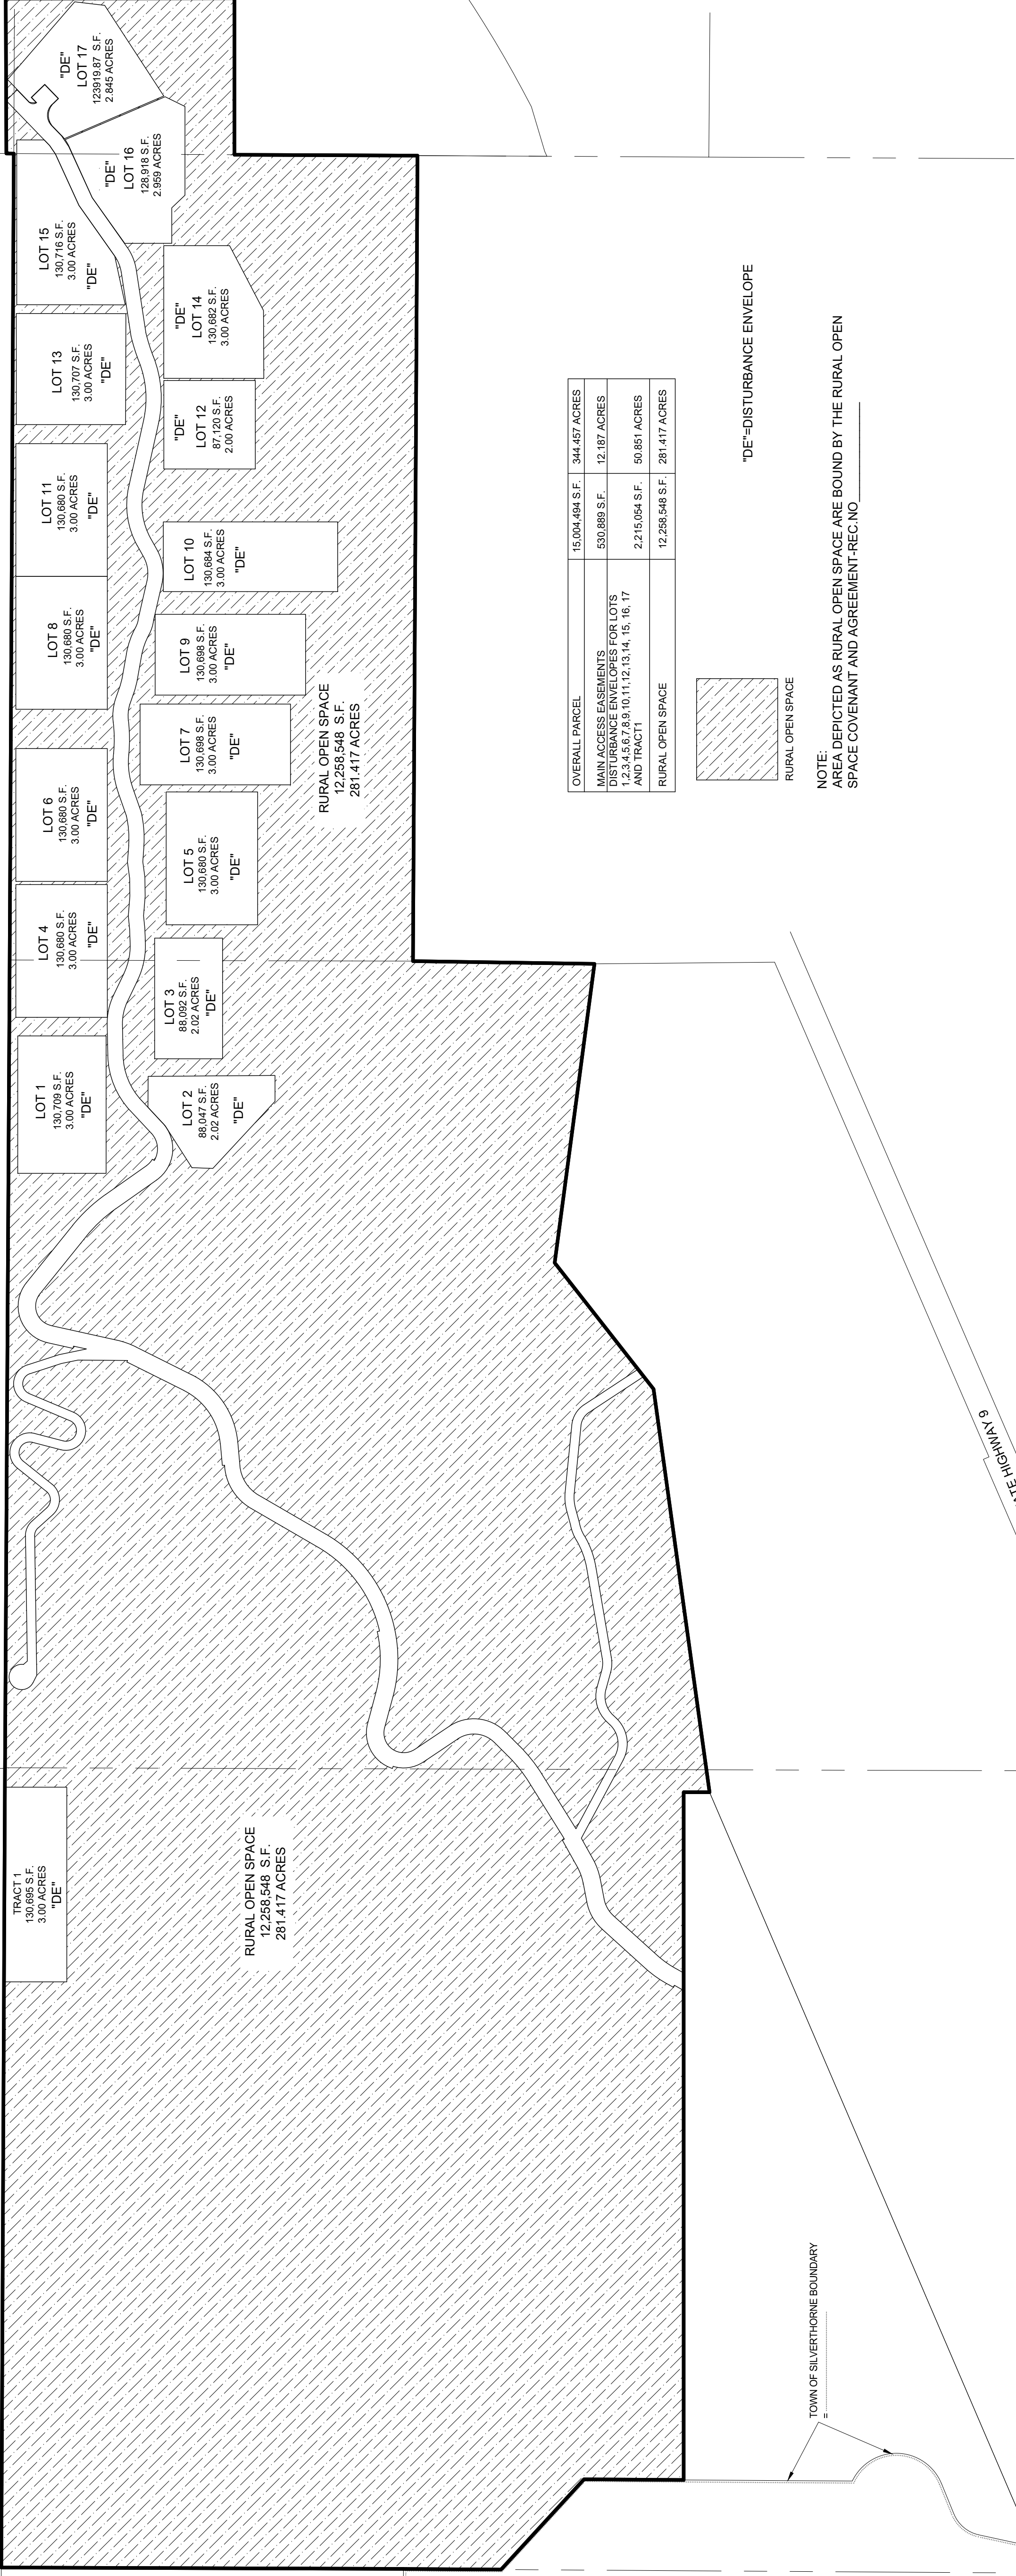 "DE"
LOT 17
123919.87 S.F.
2.845 ACRES
"DE"
LOT 16
128,918 S.F.
2.959 ACRES
LOT 15
130,716 S.F.
3.00 ACRES
"DE"
"DE"
LOT 14
130,682 S.F.
3.00 ACRES
LOT 13
130,707 S.F.
3.00 ACRES
"DE"
"DE"
LOT 12
87,120 S.F.
2.00 ACRES
LOT 11
130,680 S.F.
3.00 ACRES
"DE"
LOT 10
130,684 S.F.
3.00 ACRES
"DE"
LOT 8
130,680 S.F.
3.00 ACRES
"DE"
LOT 9
130,698 S.F.
3.00 ACRES
"DE"
LOT 7
130,698 S.F.
3.00 ACRES
"DE"
LOT 6
130,680 S.F.
3.00 ACRES
"DE"
LOT 5
130,680 S.F.
3.00 ACRES
"DE"
LOT 4
130,680 S.F.
3.00 ACRES
"DE"
LOT 3
88,092 S.F.
2.02 ACRES
"DE"
LOT 1
130,709 S.F.
3.00 ACRES
"DE"
LOT 2
88,047 S.F.
2.02 ACRES
"DE"
RURAL OPEN SPACE
12,258,548 S.F.
281.417 ACRES
TRACT 1
130,695 S.F.
3.00 ACRES
"DE"
RURAL OPEN SPACE
12,258,548 S.F.
281.417 ACRES
OVERALL PARCEL 15,004,494 S.F. 344.457 ACRES
MAIN ACCESS EASEMENTS 530,889 S.F. 12.187 ACRES
DISTURBANCE ENVELOPES FOR LOTS
1,2,3,4,5,6,7,8,9,10,11,12,13,14, 15, 16, 17
AND TRACT1 2,215,054 S.F. 50.851 ACRES
RURAL OPEN SPACE 12,258,548 S.F. 281.417 ACRES
RURAL OPEN SPACE
"DE"=DISTURBANCE ENVELOPE
NOTE:
AREA DEPICTED AS RURAL OPEN SPACE ARE BOUND BY THE RURAL OPEN
SPACE COVENANT AND AGREEMENT-REC.NO__________
ATE HIGHWAY 9
TOWN OF SILVERTHORNE BOUNDARY
=